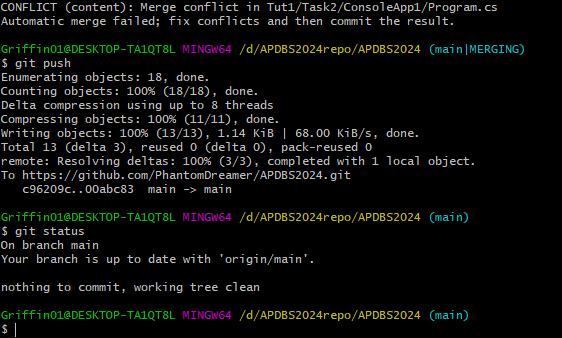 CONFLICT (content): Merge conflict in Tut1/Task2/ConsoleApp1/Program.cs
Automatic merge failed; fix conflicts and then commit the result.
Griffin01@DESKTOP-TA1QT8L MINGW64 /d/APDBS2024repo/APDBS2024 (main|MERGING)
$ git push
Enumerating objects: 18, done.
Counting objects: 100% (18/18), done.
Delta compression using up to 8 threads
Compressing objects: 100% (11/11), done.
Writing objects: 100% (13/13), 1.14 KiB | 68.00 KiB/s, done.
Total 13 (delta 3), reused 0 (delta 0), pack-reused 0
remote: Resolving deltas: 100% (3/3), completed with 1 local object.
To https://github.com/PhantomDreamer/APDBS2024.git
c96209c..00abc83  main -> main
Griffin01@DESKTOP-TA1QT8L MINGW64 /d/APDBS2024repo/APDBS2024 (main)
$ git status
On branch main
Your branch is up to date with 'origin/main'.
nothing to commit, working tree clean
Griffin01@DESKTOP-TA1QT8L MINGW64 /d/APDBS2024repo/APDBS2024 (main)
$